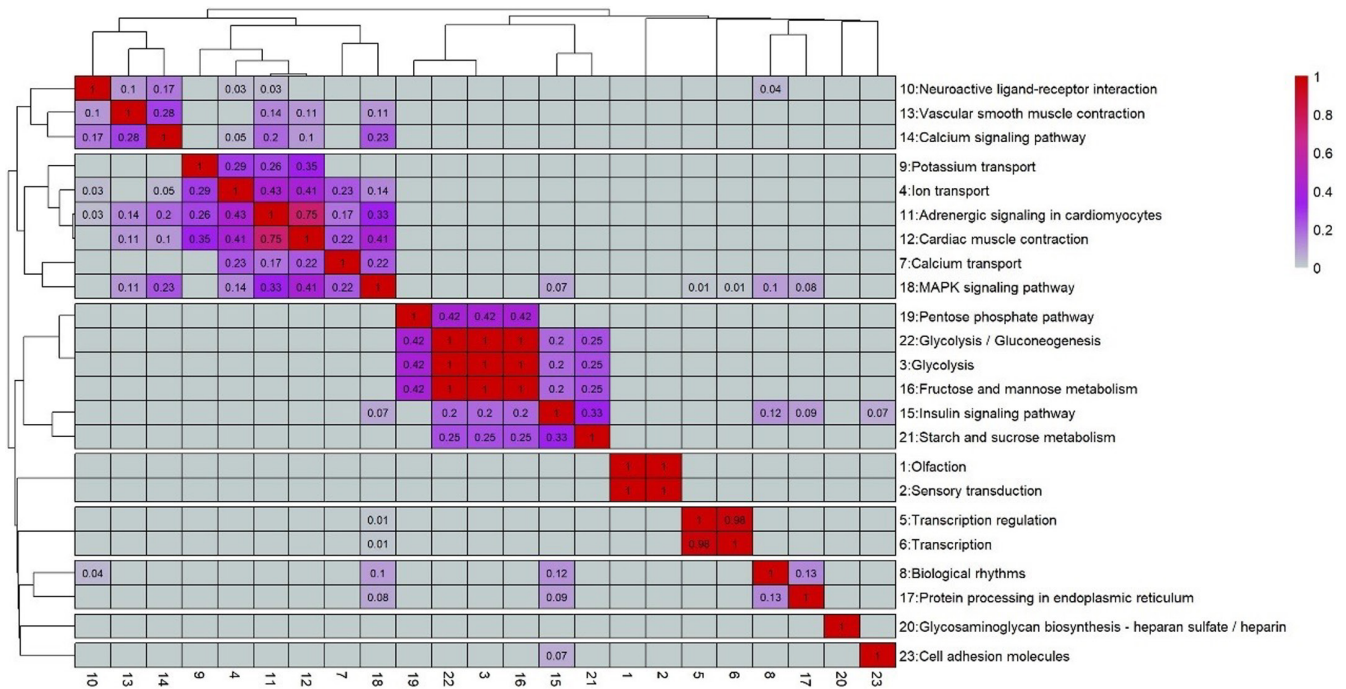 1 0.1 0.17 0.03 0.03 0.04 10:Neuroactive ligand-receptor interaction
0.1 1 0.28 0.14 0.11 0.11 13:Vascular smooth muscle contraction
0.17 0.28 1 0.05 0.2 0.1 0.23 14:Calcium signaling pathway
1 0.29 0.26 0.35 9:Potassium transport
0.03 0.05 0.29 1 0.43 0.41 0.23 0.14 4:Ion transport
0.03 0.14 0.2 0.26 0.43 1 0.75 0.17 0.33 11:Adrenergic signaling in cardiomyocytes
0.11 0.1 0.35 0.41 0.75 1 0.22 0.41 12:Cardiac muscle contraction
0.23 0.17 0.22 1 0.22 7:Calcium transport
0.11 0.23 0.14 0.33 0.41 0.22 1 0.07 0.01 0.01 0.1 0.08 18:MAPK signaling pathway
1 0.42 0.42 0.42 19:Pentose phosphate pathway
0.42 1 1 1 0.2 0.25 22:Glycolysis / Gluconeogenesis
0.42 1 1 1 0.2 0.25 3:Glycolysis
0.42 1 1 1 0.2 0.25 16:Fructose and mannose metabolism
0.07 0.2 0.2 0.2 1 0.33 0.12 0.09 0.07 15:Insulin signaling pathway
0.25 0.25 0.25 0.33 1 21:Starch and sucrose metabolism
1 1 1:Olfaction
1 1 2:Sensory transduction
0.01 1 0.98 5:Transcription regulation
0.01 0.98 1 6:Transcription
0.04 0.1 0.12 1 0.13 8:Biological rhythms
0.08 0.09 0.13 1 17:Protein processing in endoplasmic reticulum
1 20:Glycosaminoglycan biosynthesis - heparan sulfate / heparin
0.07 1 23:Cell adhesion molecules
10 13 14 9 4 11 12 7 18 19 22 3 16 15 21 1 2 5 6 8 17 20 23
1
0.8
0.6
0.4
0.2
0